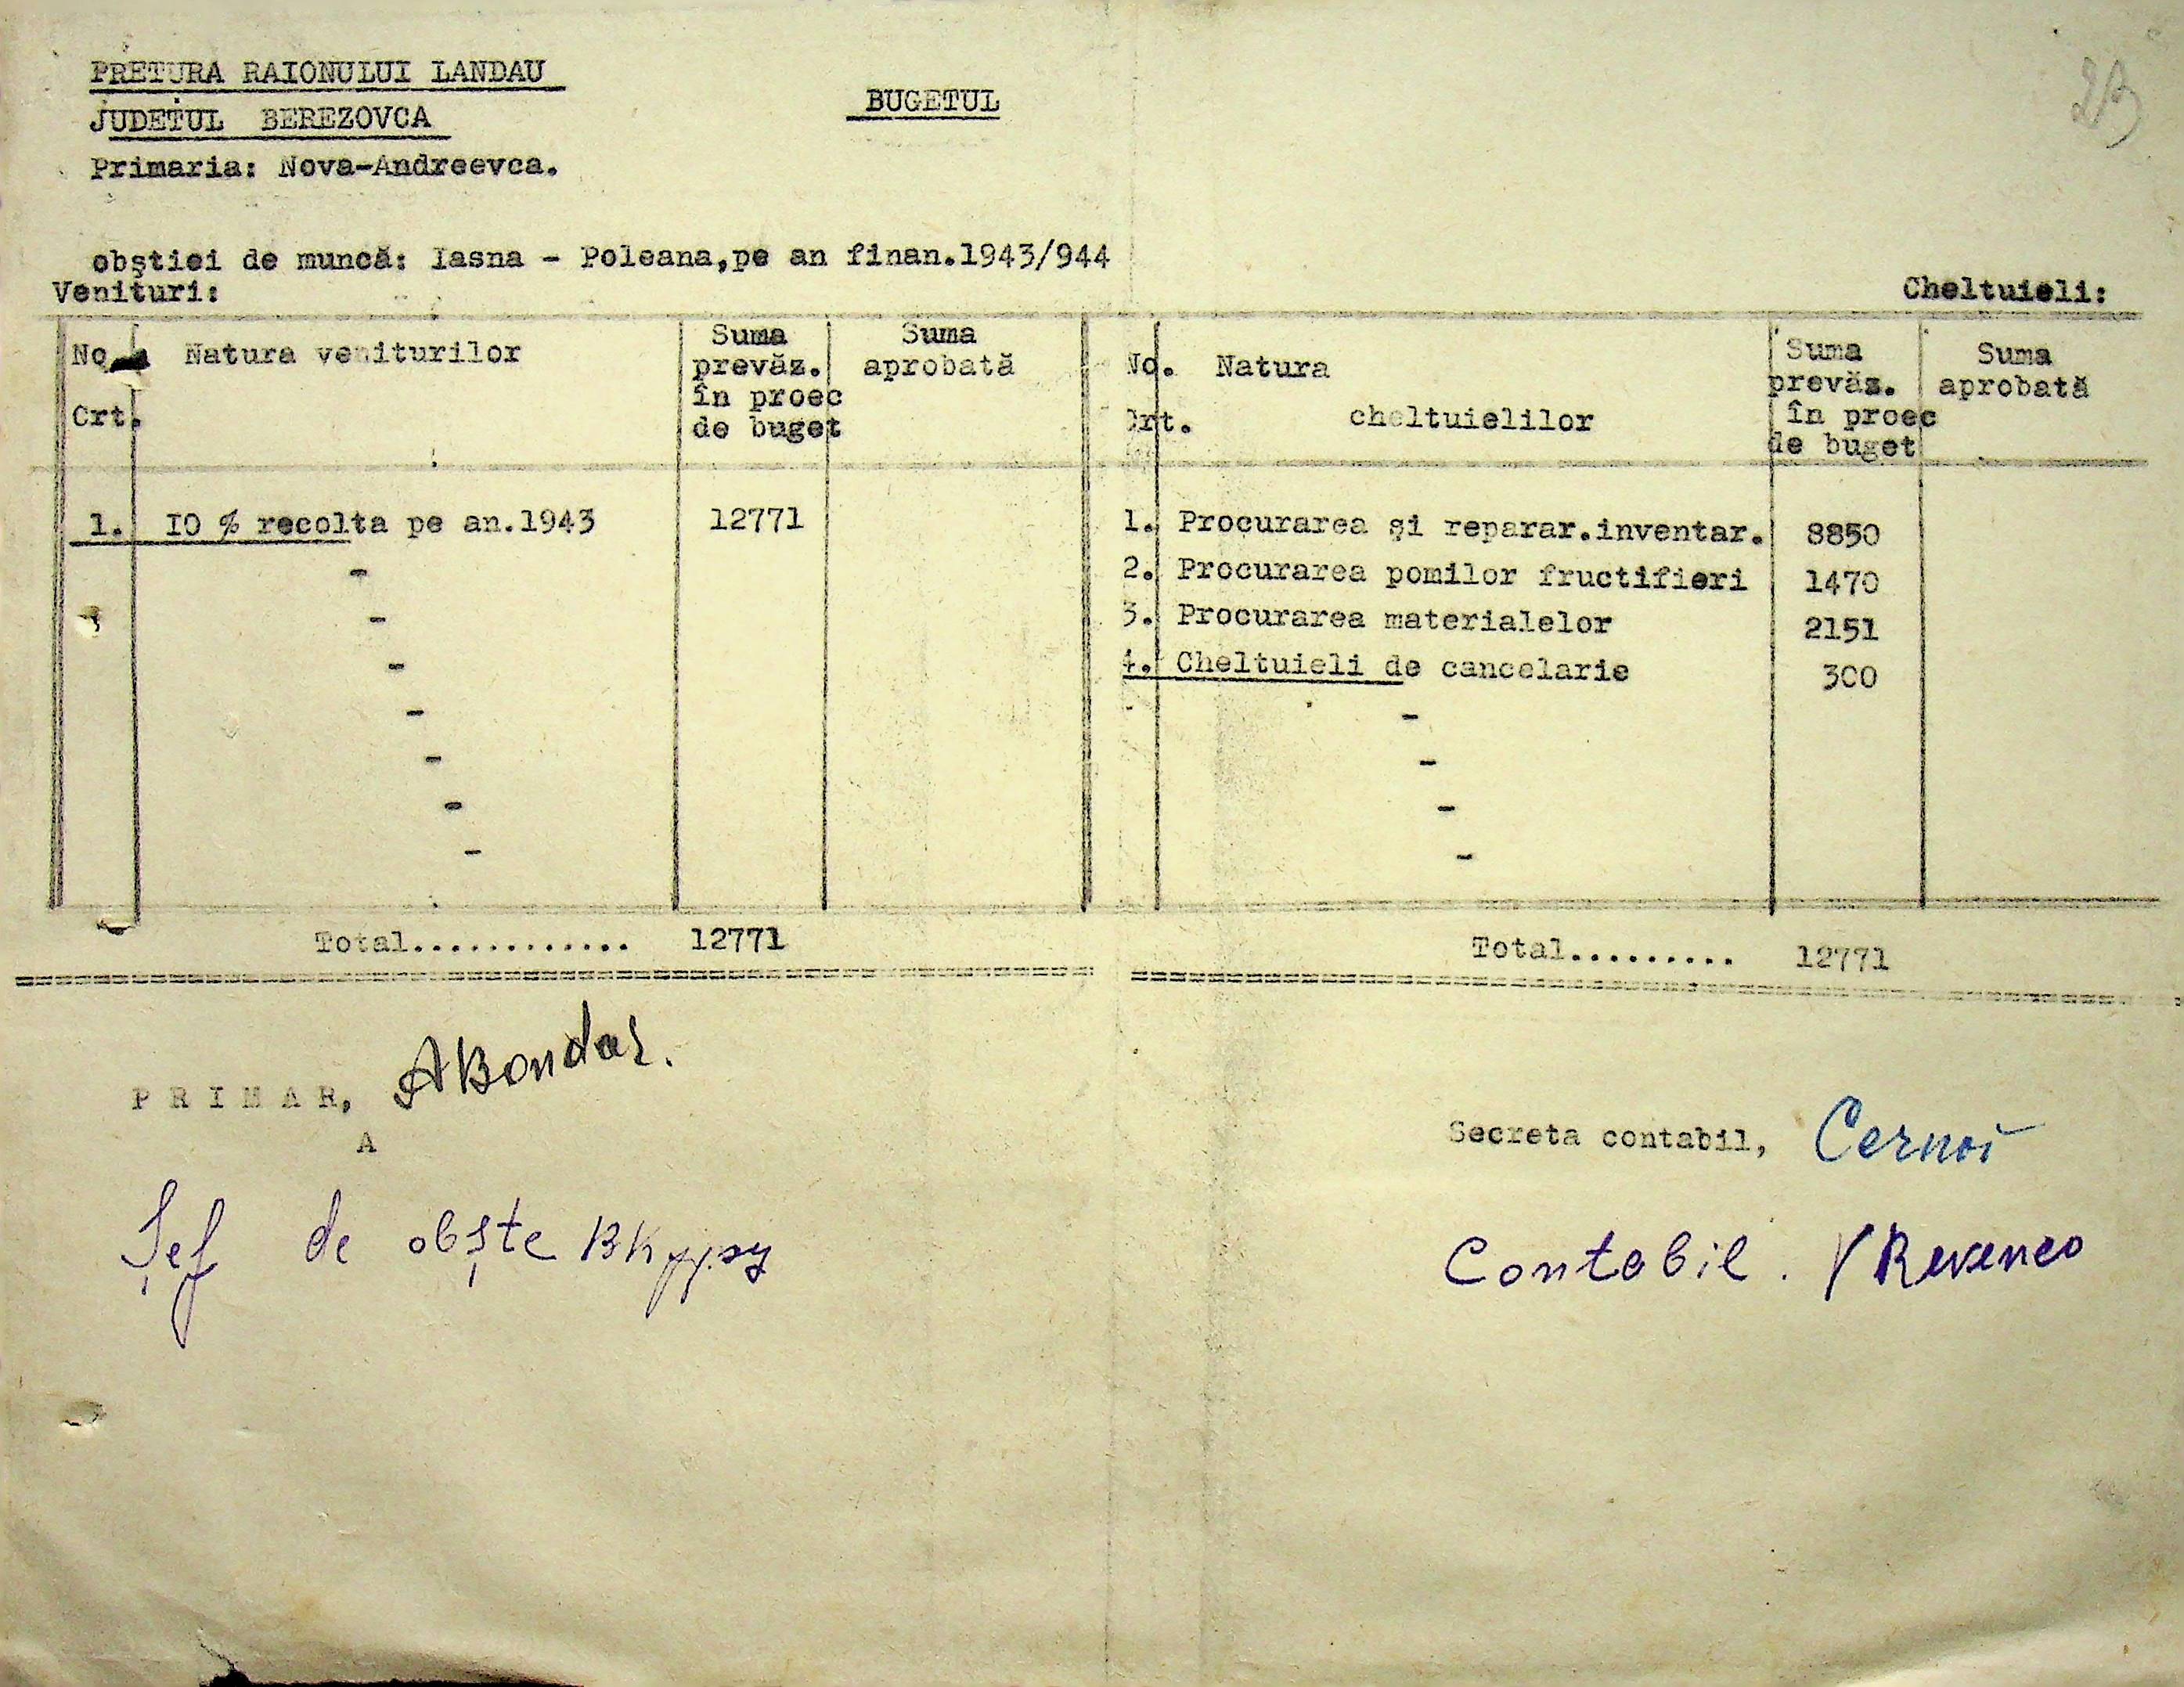 PRETURA RAIONULUI LANDAU
JUDEŢUL BEREZOVCA
Primaria: Nova-Andreevca.
BUGETUL
obştiei de muncă: Iasna - Poleana,pe an finan.1943/944
Venituri:
Cheltuieli:
No. Crt.
Natura veniturilor
Suma prevăz. în proec de buget
Suma aprobată
No. Crt.
Natura cheltuielilor
Suma prevăz. în proec de buget
Suma aprobată
1. IO % recolta pe an.1943 12771
-
-
-
-
-
-
-
1. Procurarea şi reparar.inventar. 8850
2. Procurarea pomilor fructifieri 1470
3. Procurarea materialelor 2151
4. Cheltuieli de cancelarie 300
-
-
-
-
Total............ 12771
Total......... 12771
PRIMAR, ABondar.
A
Secreta contabil, Cernoi
Şef de obşte
Contabil. VRevenco